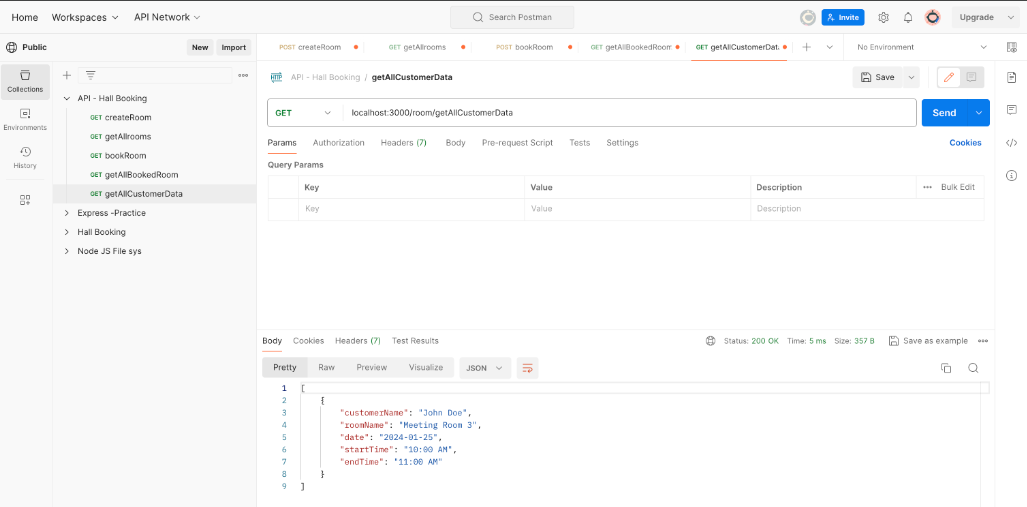 Home Workspaces API Network Search Postman Invite Upgrade
Public New Import POST createRoom GET getAllrooms POST bookRoom GET getAllBookedRoom GET getAllCustomerDat No Environment
Collections
Environments
History
API - Hall Booking
GET createRoom
GET getAllrooms
GET bookRoom
GET getAllBookedRoom
GET getAllCustomerData
Express -Practice
Hall Booking
Node JS File sys
HTTP API - Hall Booking / getAllCustomerData Save
GET localhost:3000/room/getAllCustomerData Send
Params Authorization Headers (7) Body Pre-request Script Tests Settings Cookies
Query Params
Key Value Description Bulk Edit
Key Value Description
Body Cookies Headers (7) Test Results Status: 200 OK Time: 5 ms Size: 357 B Save as example
Pretty Raw Preview Visualize JSON
1 [
2 {
3 "customerName": "John Doe",
4 "roomName": "Meeting Room 3",
5 "date": "2024-01-25",
6 "startTime": "10:00 AM",
7 "endTime": "11:00 AM"
8 }
9 ]